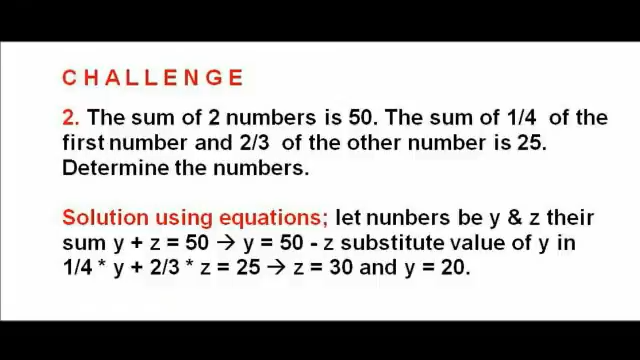 CHALLENGE
2. The sum of 2 numbers is 50. The sum of 1/4 of the
first number and 2/3 of the other number is 25.
Determine the numbers.
Solution using equations; let nunbers be y & z their
sum y + z = 50 → y = 50 - z substitute value of y in
1/4 * y + 2/3 * z = 25 → z = 30 and y = 20.